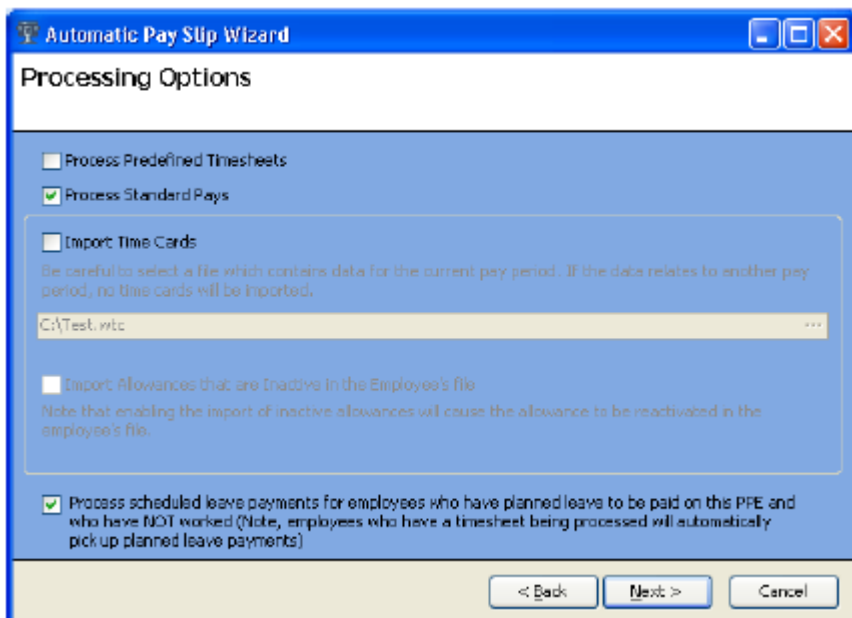 Automatic Pay Slip Wizard
Processing Options
Process Predefined Timesheets
Process Standard Pays
Import Time Cards
Be careful to select a file which contains data for the current pay period. If the data relates to another pay
period, no time cards will be imported.
C:\Test.wtc
...
Import Allowances that are Inactive in the Employee's file
Note that enabling the import of inactive allowances will cause the allowance to be reactivated in the
employee's file.
Process scheduled leave payments for employees who have planned leave to be paid on this PPE and
who have NOT worked (Note, employees who have a timesheet being processed will automatically
pick up planned leave payments)
< Back
Next >
Cancel